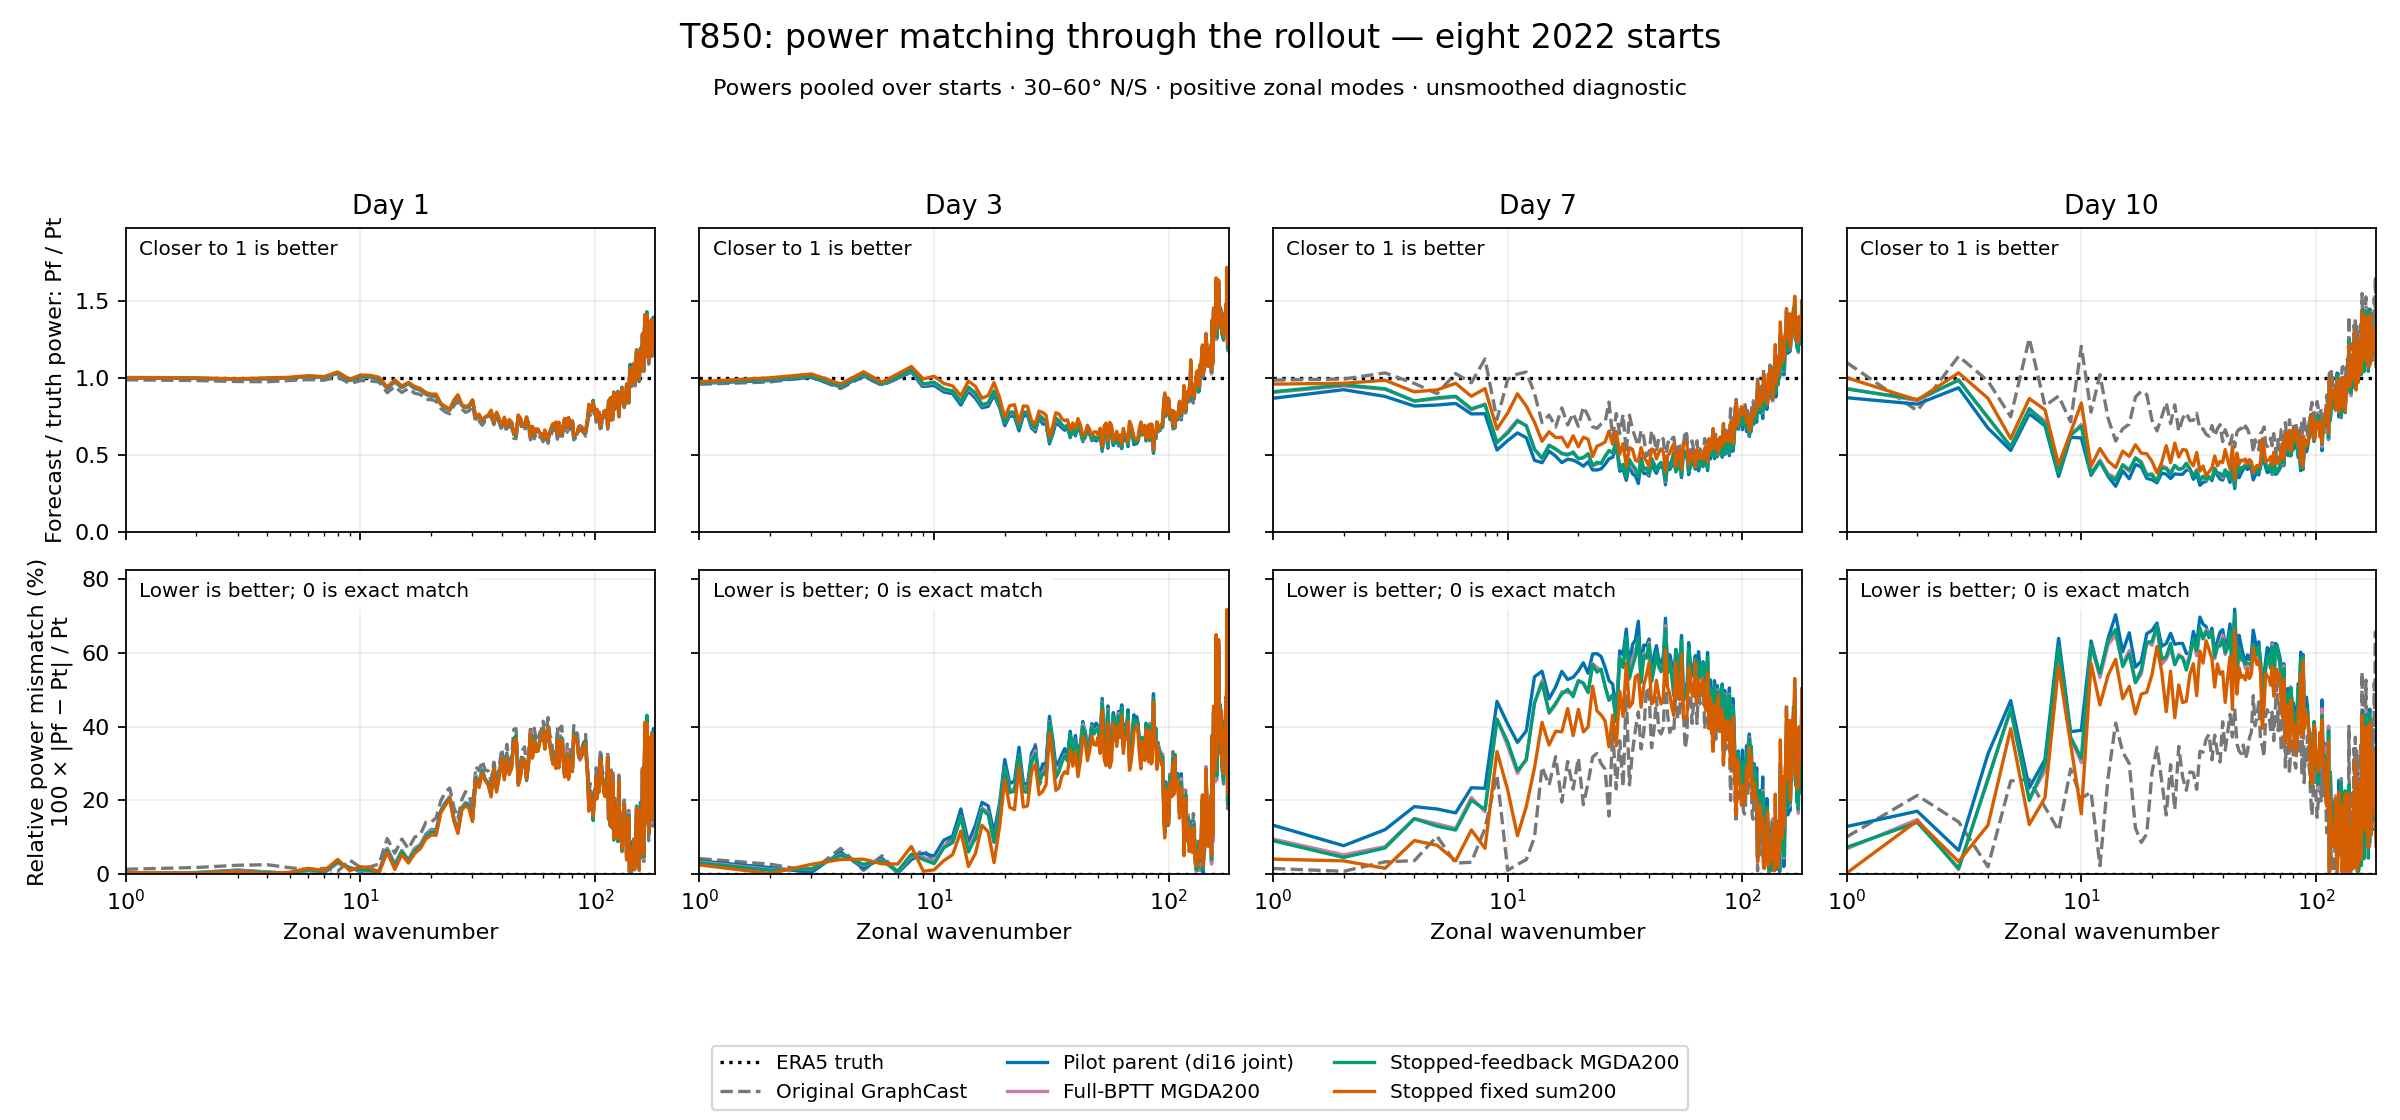 T850: power matching through the rollout — eight 2022 starts
Powers pooled over starts · 30–60° N/S · positive zonal modes · unsmoothed diagnostic
Day 1
Day 3
Day 7
Day 10
Forecast / truth power: Pf / Pt
1.5
1.0
0.5
0.0
Closer to 1 is better
Closer to 1 is better
Closer to 1 is better
Closer to 1 is better
Relative power mismatch (%)
100 × |Pf − Pt| / Pt
80
60
40
20
0
Lower is better; 0 is exact match
Lower is better; 0 is exact match
Lower is better; 0 is exact match
Lower is better; 0 is exact match
10⁰ 10¹ 10²
10⁰ 10¹ 10²
10⁰ 10¹ 10²
10⁰ 10¹ 10²
Zonal wavenumber
Zonal wavenumber
Zonal wavenumber
Zonal wavenumber
ERA5 truth
Original GraphCast
Pilot parent (di16 joint)
Full-BPTT MGDA200
Stopped-feedback MGDA200
Stopped fixed sum200